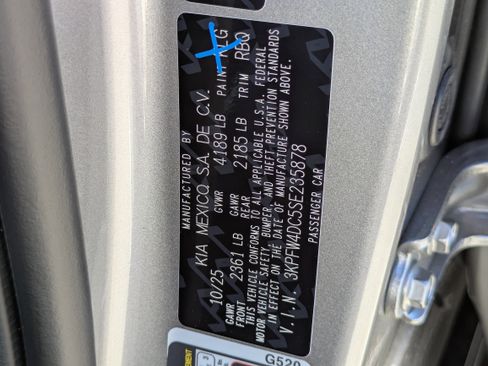 MANUFACTURED BY
KIA MEXICO, S.A. DE C.V.
10/25 GVWR 4189 LB PAINT KLG
GAWR FRONT 2361 LB GAWR REAR 2185 LB TRIM RBQ
THIS VEHICLE CONFORMS TO ALL APPLICABLE U.S.A. FEDERAL
MOTOR VEHICLE SAFETY, BUMPER, AND THEFT PREVENTION STANDARDS
IN EFFECT ON THE DATE OF MANUFACTURE SHOWN ABOVE.
V.I.N. 3KPFW4DC5SE235878
PASSENGER CAR
G520